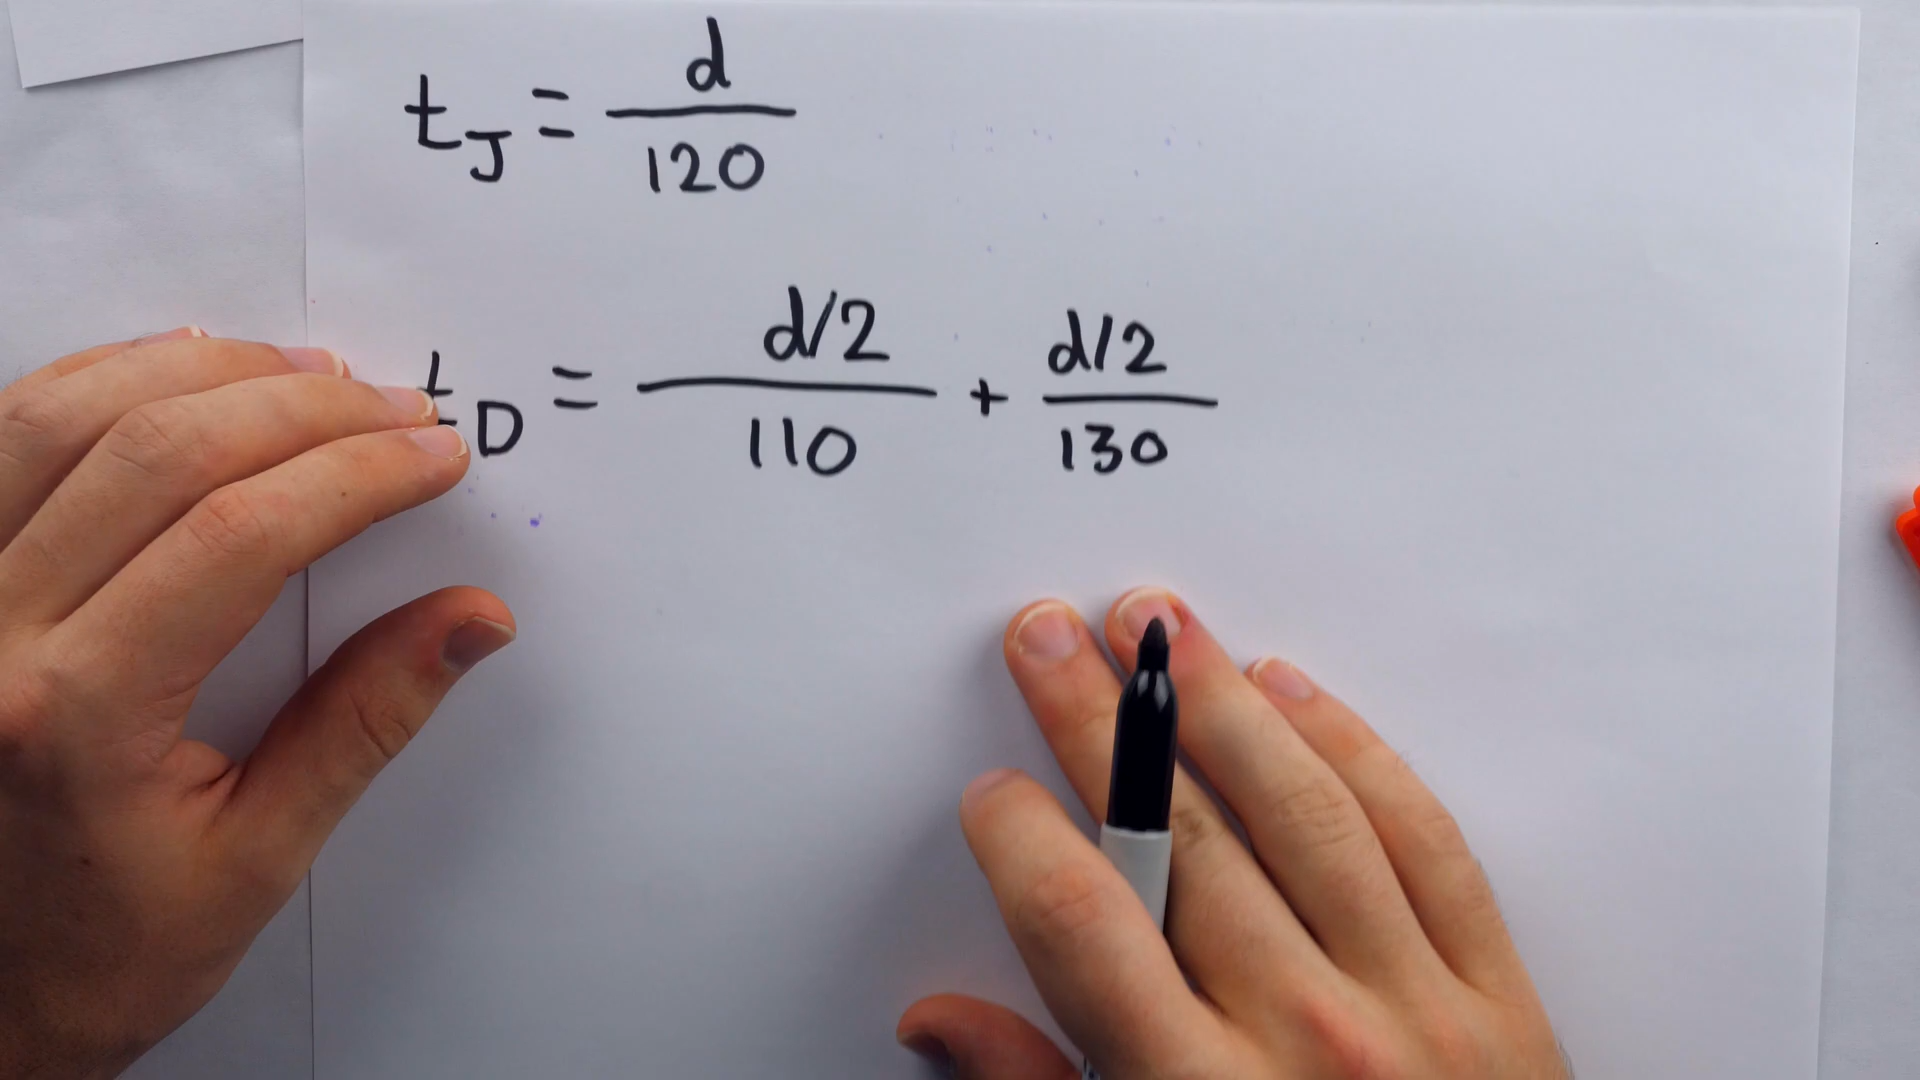 t_J = d/120
t_D = d/2/110 + d/2/130